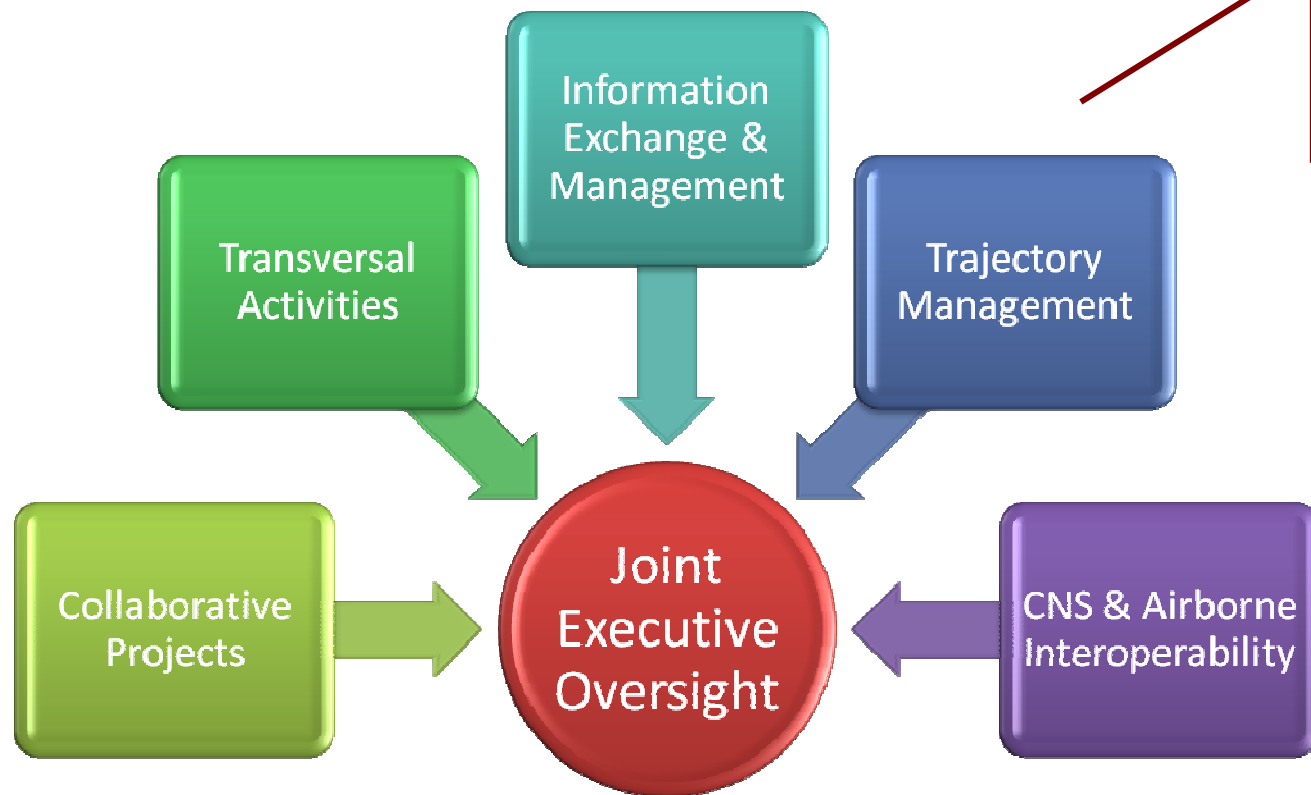 Information
Exchange &
Management
Transversal
Activities
Trajectory
Management
Collaborative
Projects
Joint
Executive
Oversight
CNS & Airborne
Interoperability